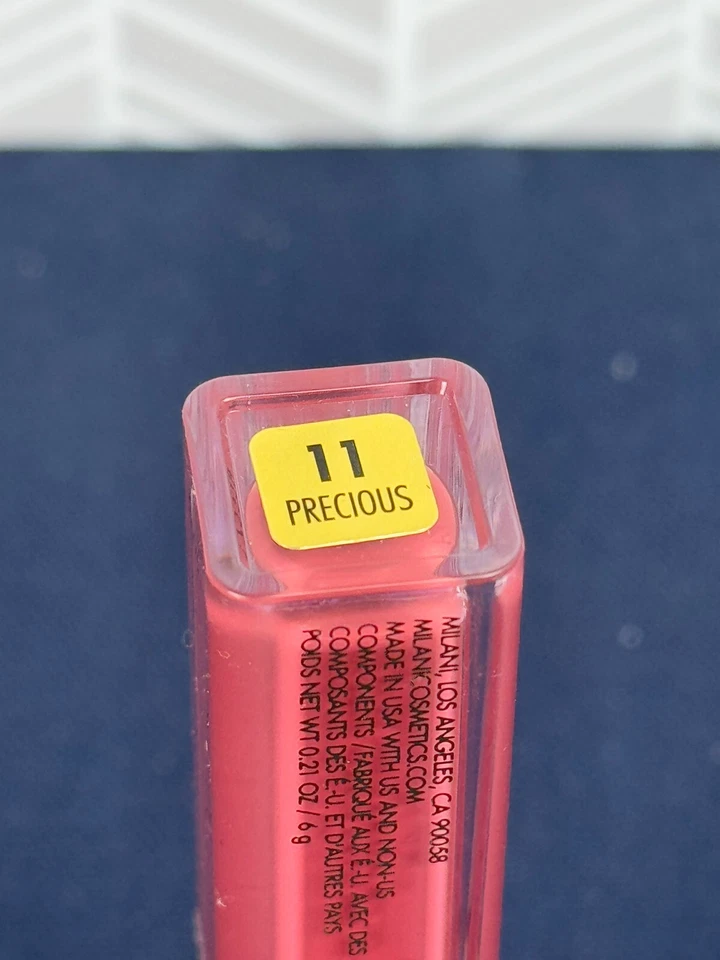 11
PRECIOUS
MILANI, LOS ANGELES, CA 90058
MILANICOSMETICS.COM
MADE IN USA WITH US AND NON-US
COMPONENTS / FABRIQUÉ AUX É.-U. AVEC DES
COMPOSANTS DES É.-U. ET D'AUTRES PAYS
POIDS NET WT 0.21 OZ / 6 g